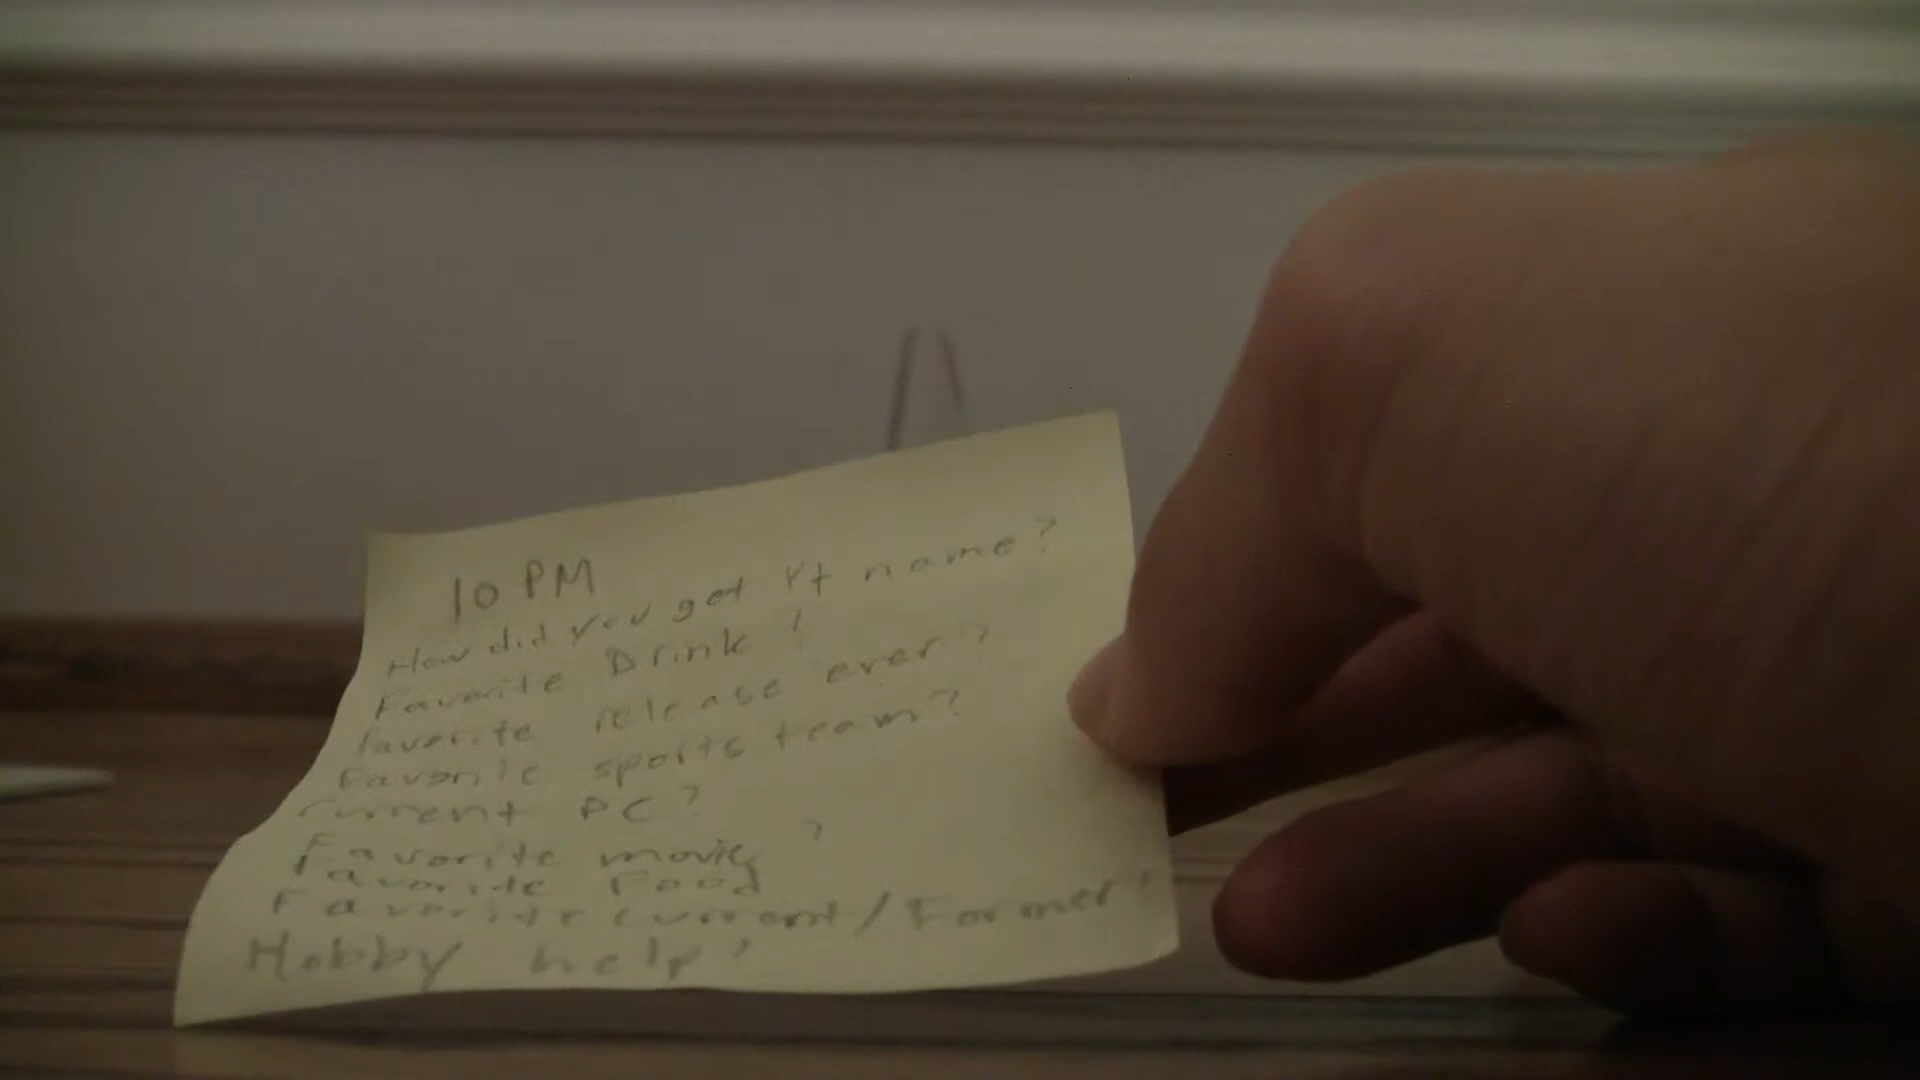 10 PM
How did you get Yt name?
Favorite Drink?
favorite release ever?
Favorite sports team?
Current PC?
Favorite movie?
Favorite Food
Favorite current/Former?
Hobby help?